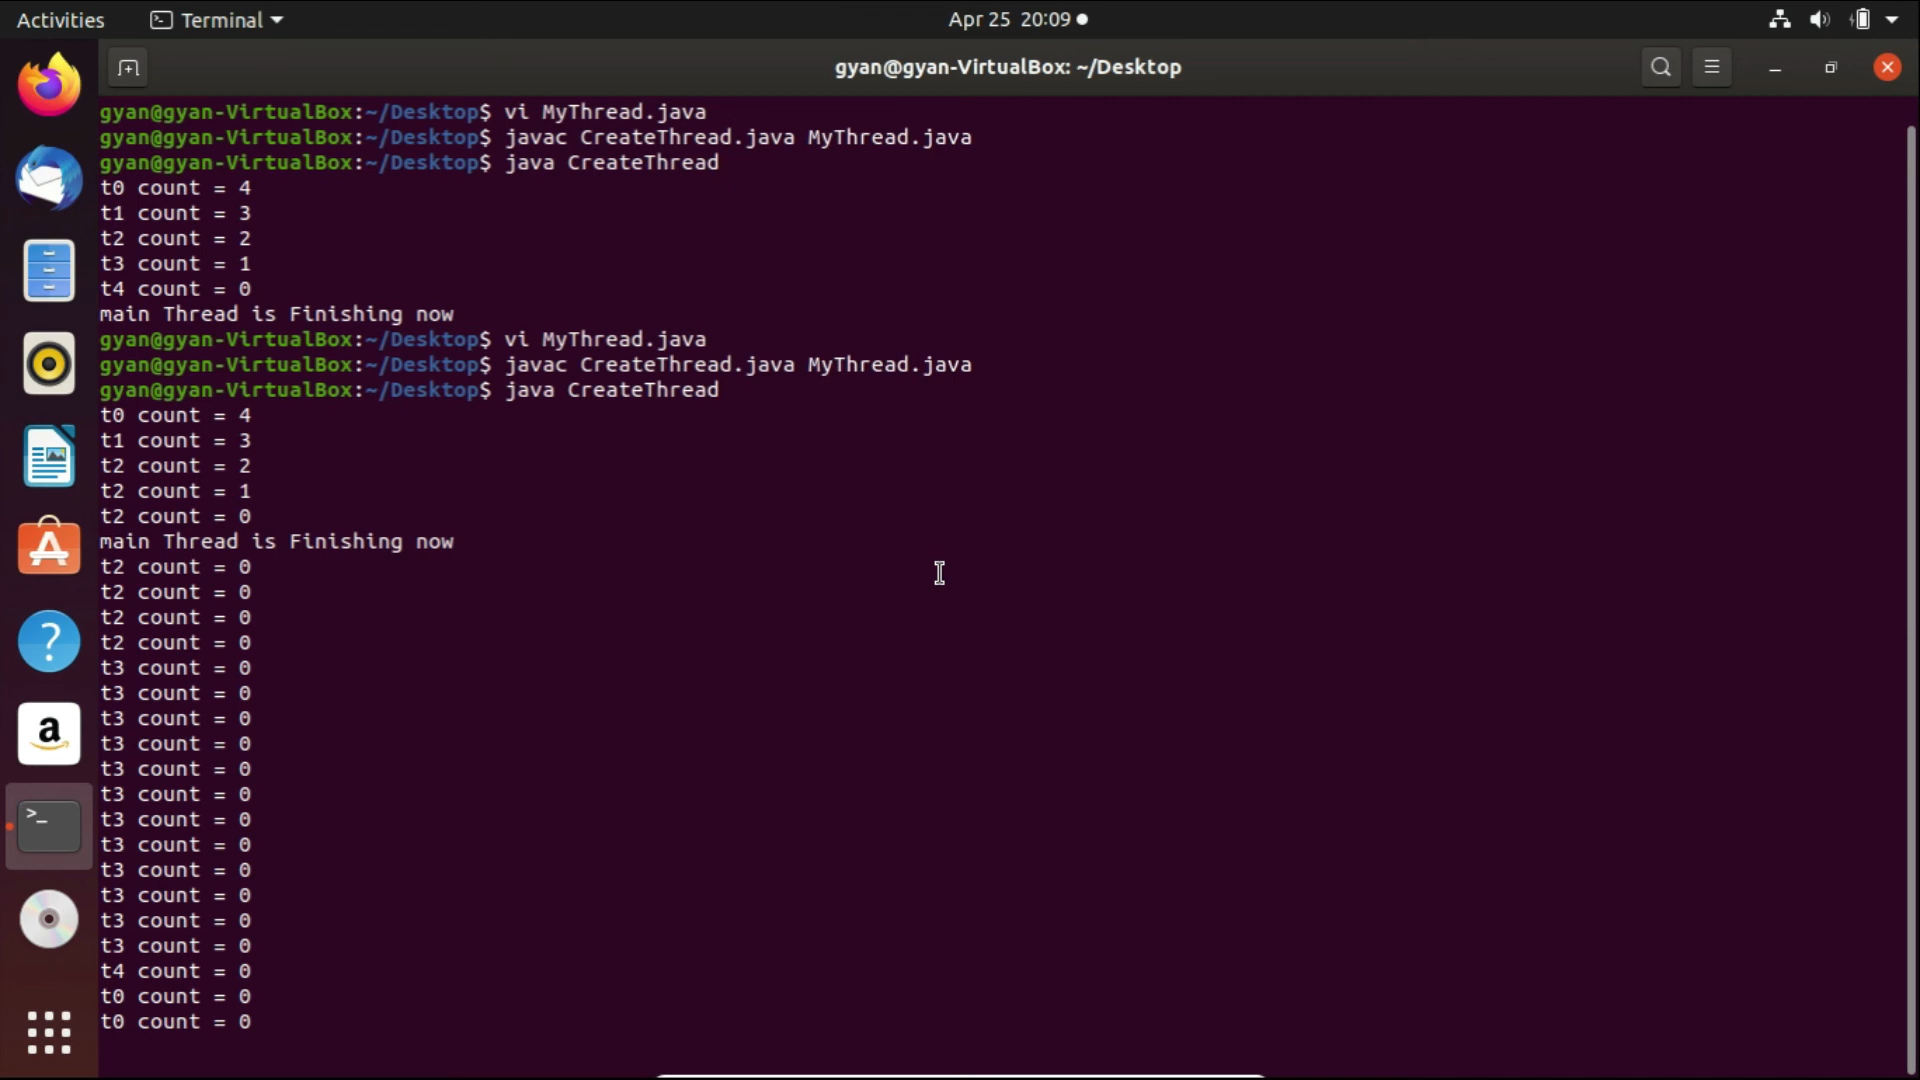 Activities
Terminal
Apr 25 20:09
gyan@gyan-VirtualBox: ~/Desktop
gyan@gyan-VirtualBox:~/Desktop$ vi MyThread.java
gyan@gyan-VirtualBox:~/Desktop$ javac CreateThread.java MyThread.java
gyan@gyan-VirtualBox:~/Desktop$ java CreateThread
t0 count = 4
t1 count = 3
t2 count = 2
t3 count = 1
t4 count = 0
main Thread is Finishing now
gyan@gyan-VirtualBox:~/Desktop$ vi MyThread.java
gyan@gyan-VirtualBox:~/Desktop$ javac CreateThread.java MyThread.java
gyan@gyan-VirtualBox:~/Desktop$ java CreateThread
t0 count = 4
t1 count = 3
t2 count = 2
t2 count = 1
t2 count = 0
main Thread is Finishing now
t2 count = 0
t2 count = 0
t2 count = 0
t2 count = 0
t3 count = 0
t3 count = 0
t3 count = 0
t3 count = 0
t3 count = 0
t3 count = 0
t3 count = 0
t3 count = 0
t3 count = 0
t3 count = 0
t3 count = 0
t3 count = 0
t4 count = 0
t0 count = 0
t0 count = 0